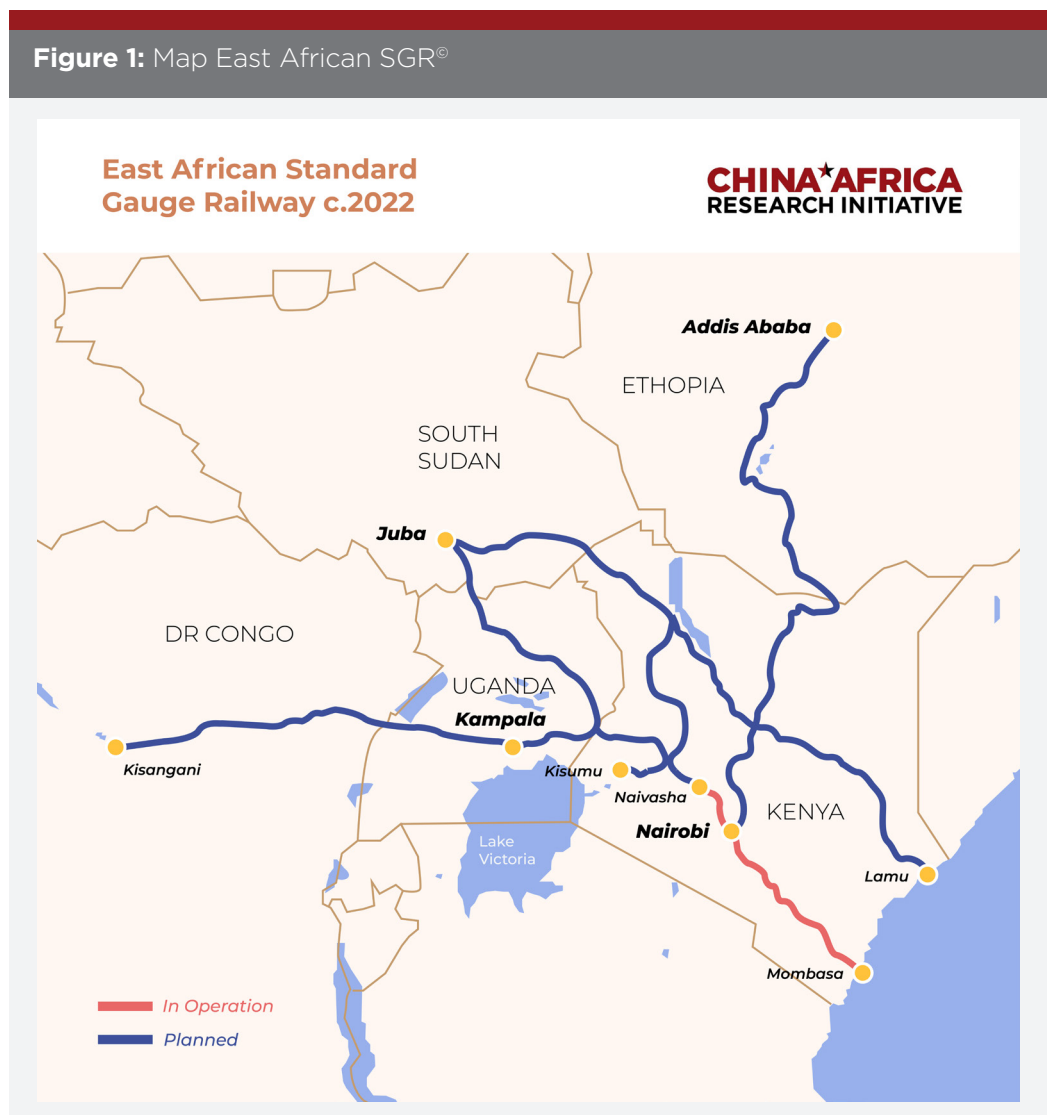 Figure 1: Map East African SGR©
East African Standard
Gauge Railway c.2022
CHINA★AFRICA
RESEARCH INITIATIVE
Addis Ababa
ETHOPIA
SOUTH
SUDAN
Juba
DR CONGO
UGANDA
Kampala
Kisangani
Kisumu
Naivasha
Nairobi
KENYA
Lake
Victoria
Lamu
Mombasa
In Operation
Planned